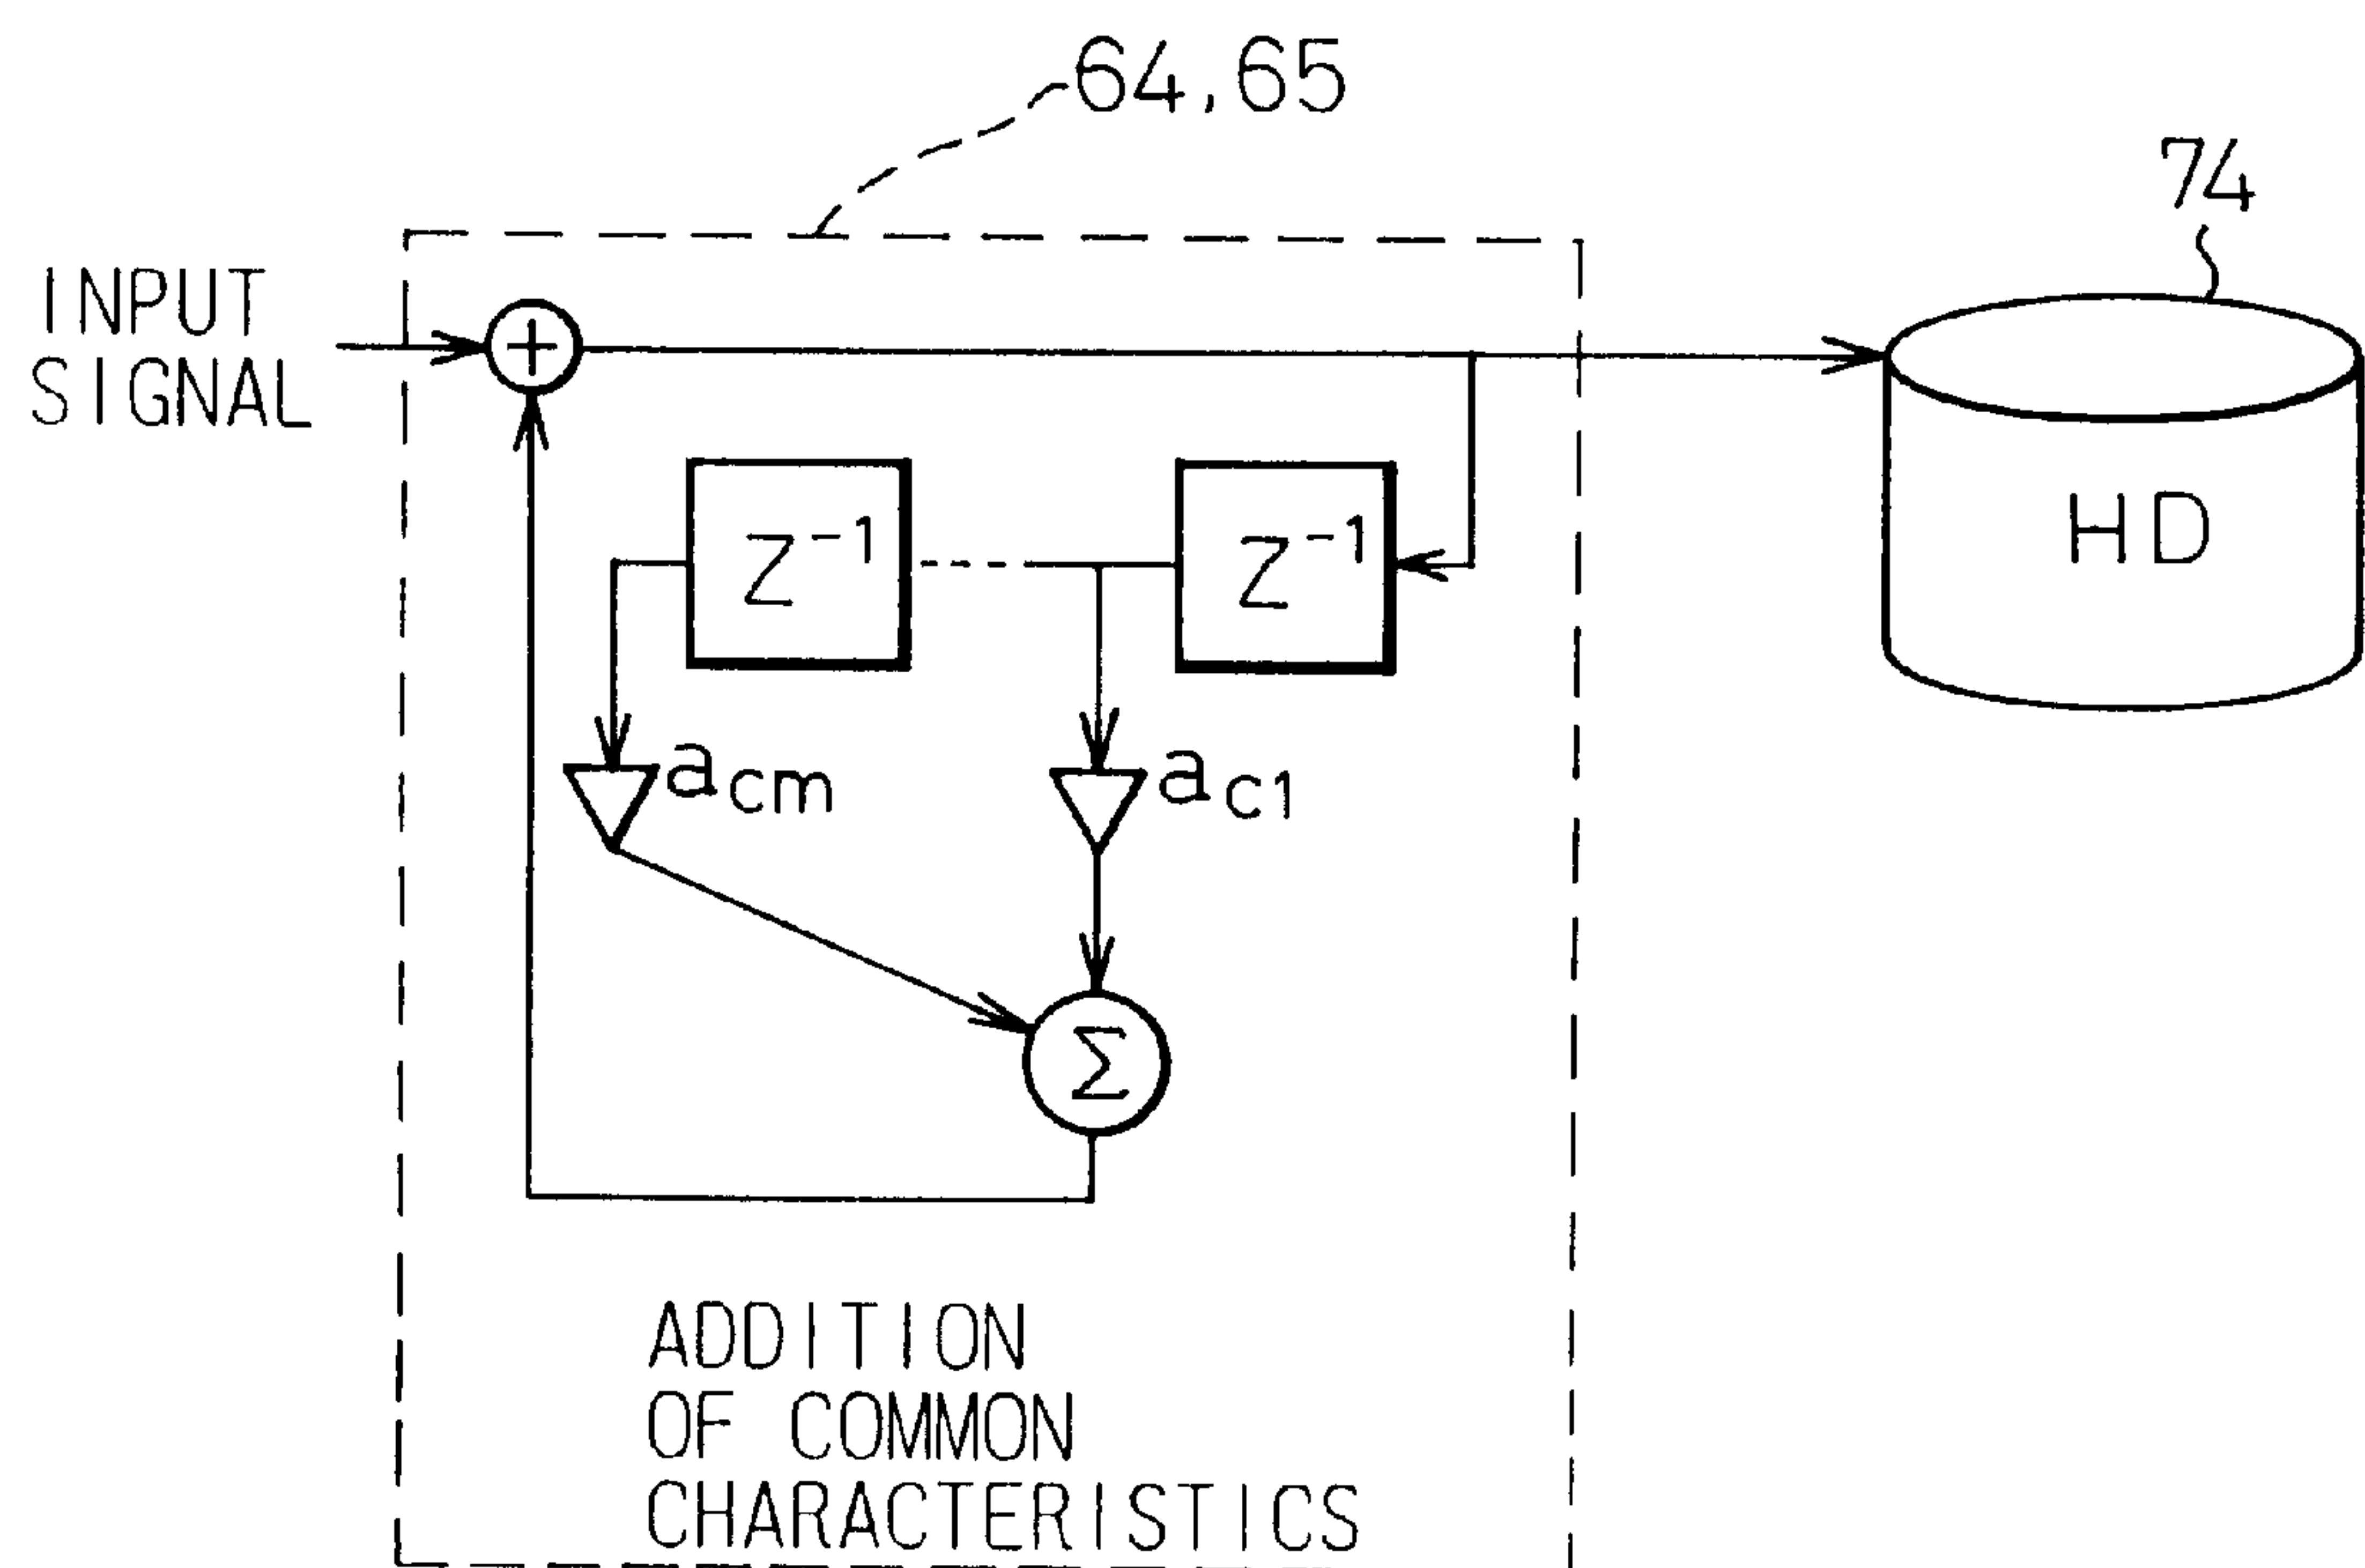 64,65
74
INPUT
SIGNAL
+
Z⁻¹
Z⁻¹
HD
a_cm
a_c1
Σ
ADDITION
OF COMMON
CHARACTERISTICS